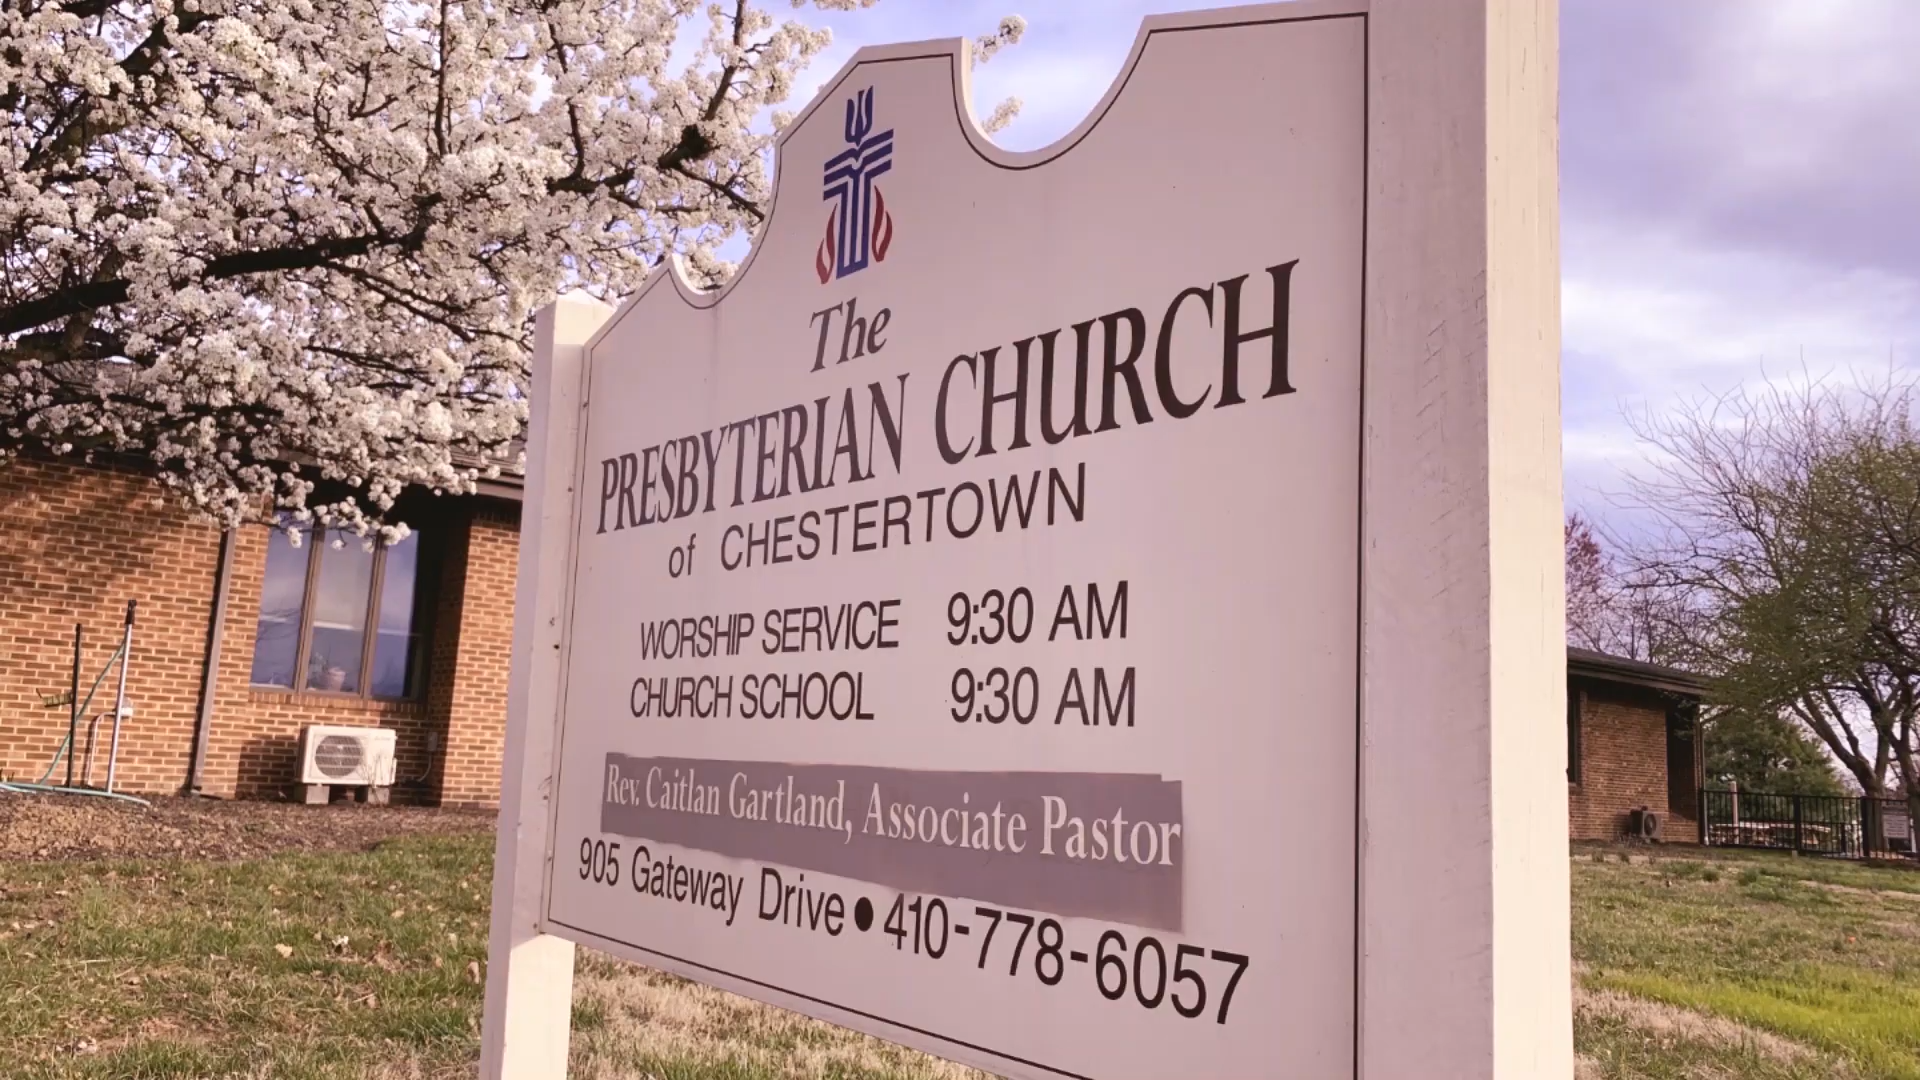 The
PRESBYTERIAN CHURCH
of CHESTERTOWN
WORSHIP SERVICE 9:30 AM
CHURCH SCHOOL 9:30 AM
Rev. Caitlan Gartland, Associate Pastor
905 Gateway Drive • 410-778-6057